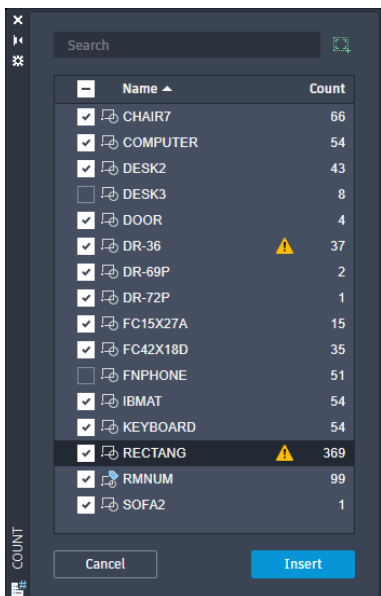 Search
Name Count
CHAIR7 66
COMPUTER 54
DESK2 43
DESK3 8
DOOR 4
DR-36 37
DR-69P 2
DR-72P 1
FC15X27A 15
FC42X18D 35
FNPHONE 51
IBMAT 54
KEYBOARD 54
RECTANG 369
RMNUM 99
SOFA2 1
Cancel Insert
COUNT